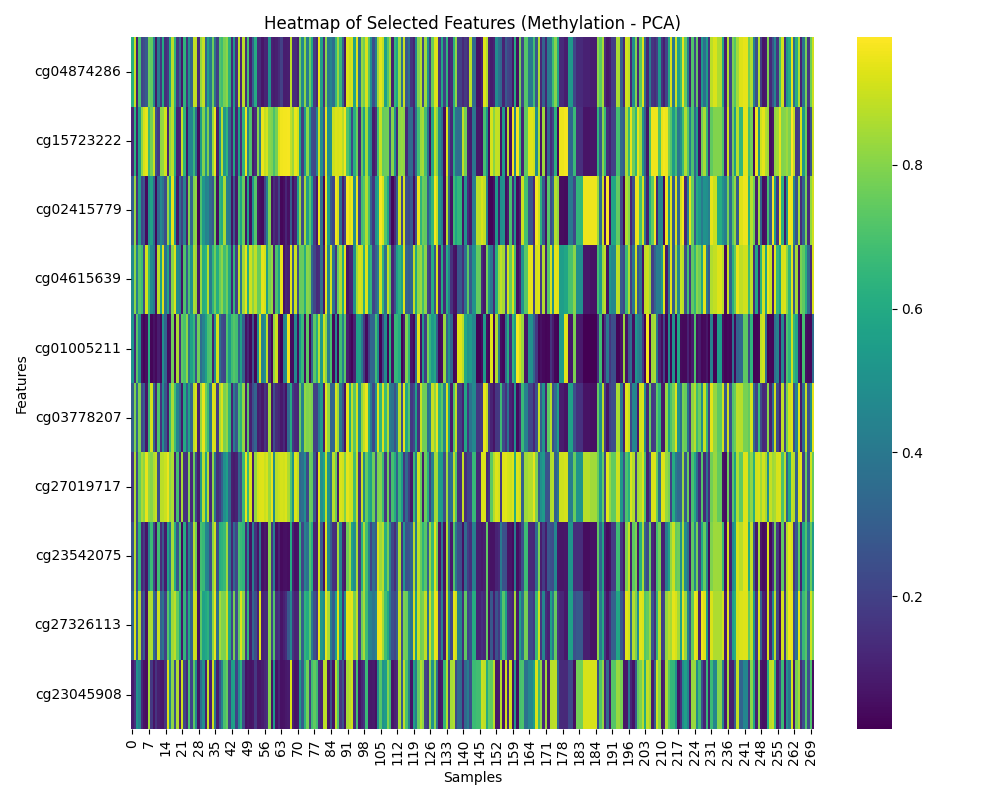 Heatmap of Selected Features (Methylation - PCA)
cg04874286
cg15723222
cg02415779
cg04615639
cg01005211
cg03778207
cg27019717
cg23542075
cg27326113
cg23045908
Features
0 7 14 21 28 35 42 49 56 63 70 77 84 91 98 105 112 119 126 133 140 145 152 159 164 171 178 183 184 191 196 203 210 217 224 231 236 241 248 255 262 269
Samples
0.8
0.6
0.4
0.2